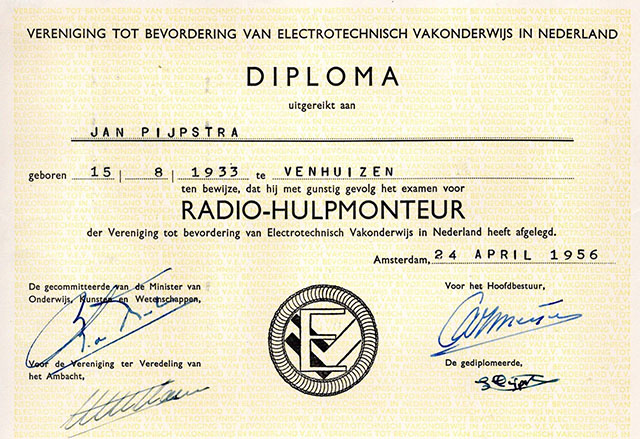 VERENIGING TOT BEVORDERING VAN ELECTROTECHNISCH VAKONDERWIJS IN NEDERLAND
DIPLOMA
uitgereikt aan
JAN PIJPSTRA
geboren 15 | 8 | 1933 te VENHUIZEN
ten bewijze, dat hij met gunstig gevolg het examen voor
RADIO-HULPMONTEUR
der Vereniging tot bevordering van Electrotechnisch Vakonderwijs in Nederland heeft afgelegd.
Amsterdam, 24 APRIL 1956
De gecommitteerde van de Minister van
Onderwijs, Kunsten en Wetenschappen,
Voor de Vereniging ter Veredeling van
het Ambacht,
Voor het Hoofdbestuur,
De gediplomeerde,
EV